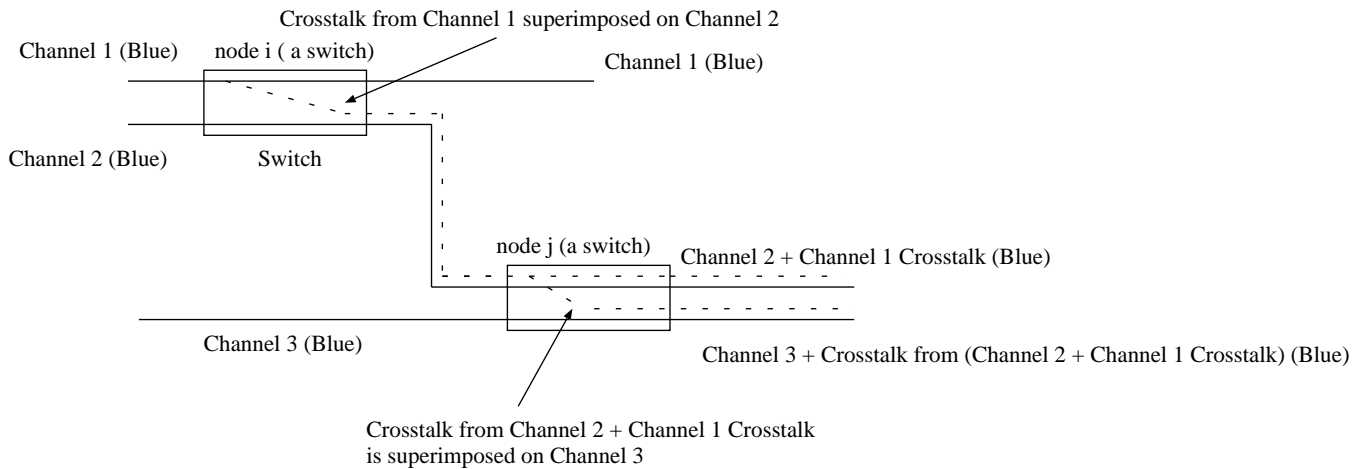 Crosstalk from Channel 1 superimposed on Channel 2
Channel 1 (Blue)
node i ( a switch)
Channel 1 (Blue)
Channel 2 (Blue)
Switch
node j (a switch)
Channel 2 + Channel 1 Crosstalk (Blue)
Channel 3 (Blue)
Channel 3 + Crosstalk from (Channel 2 + Channel 1 Crosstalk) (Blue)
Crosstalk from Channel 2 + Channel 1 Crosstalk
is superimposed on Channel 3